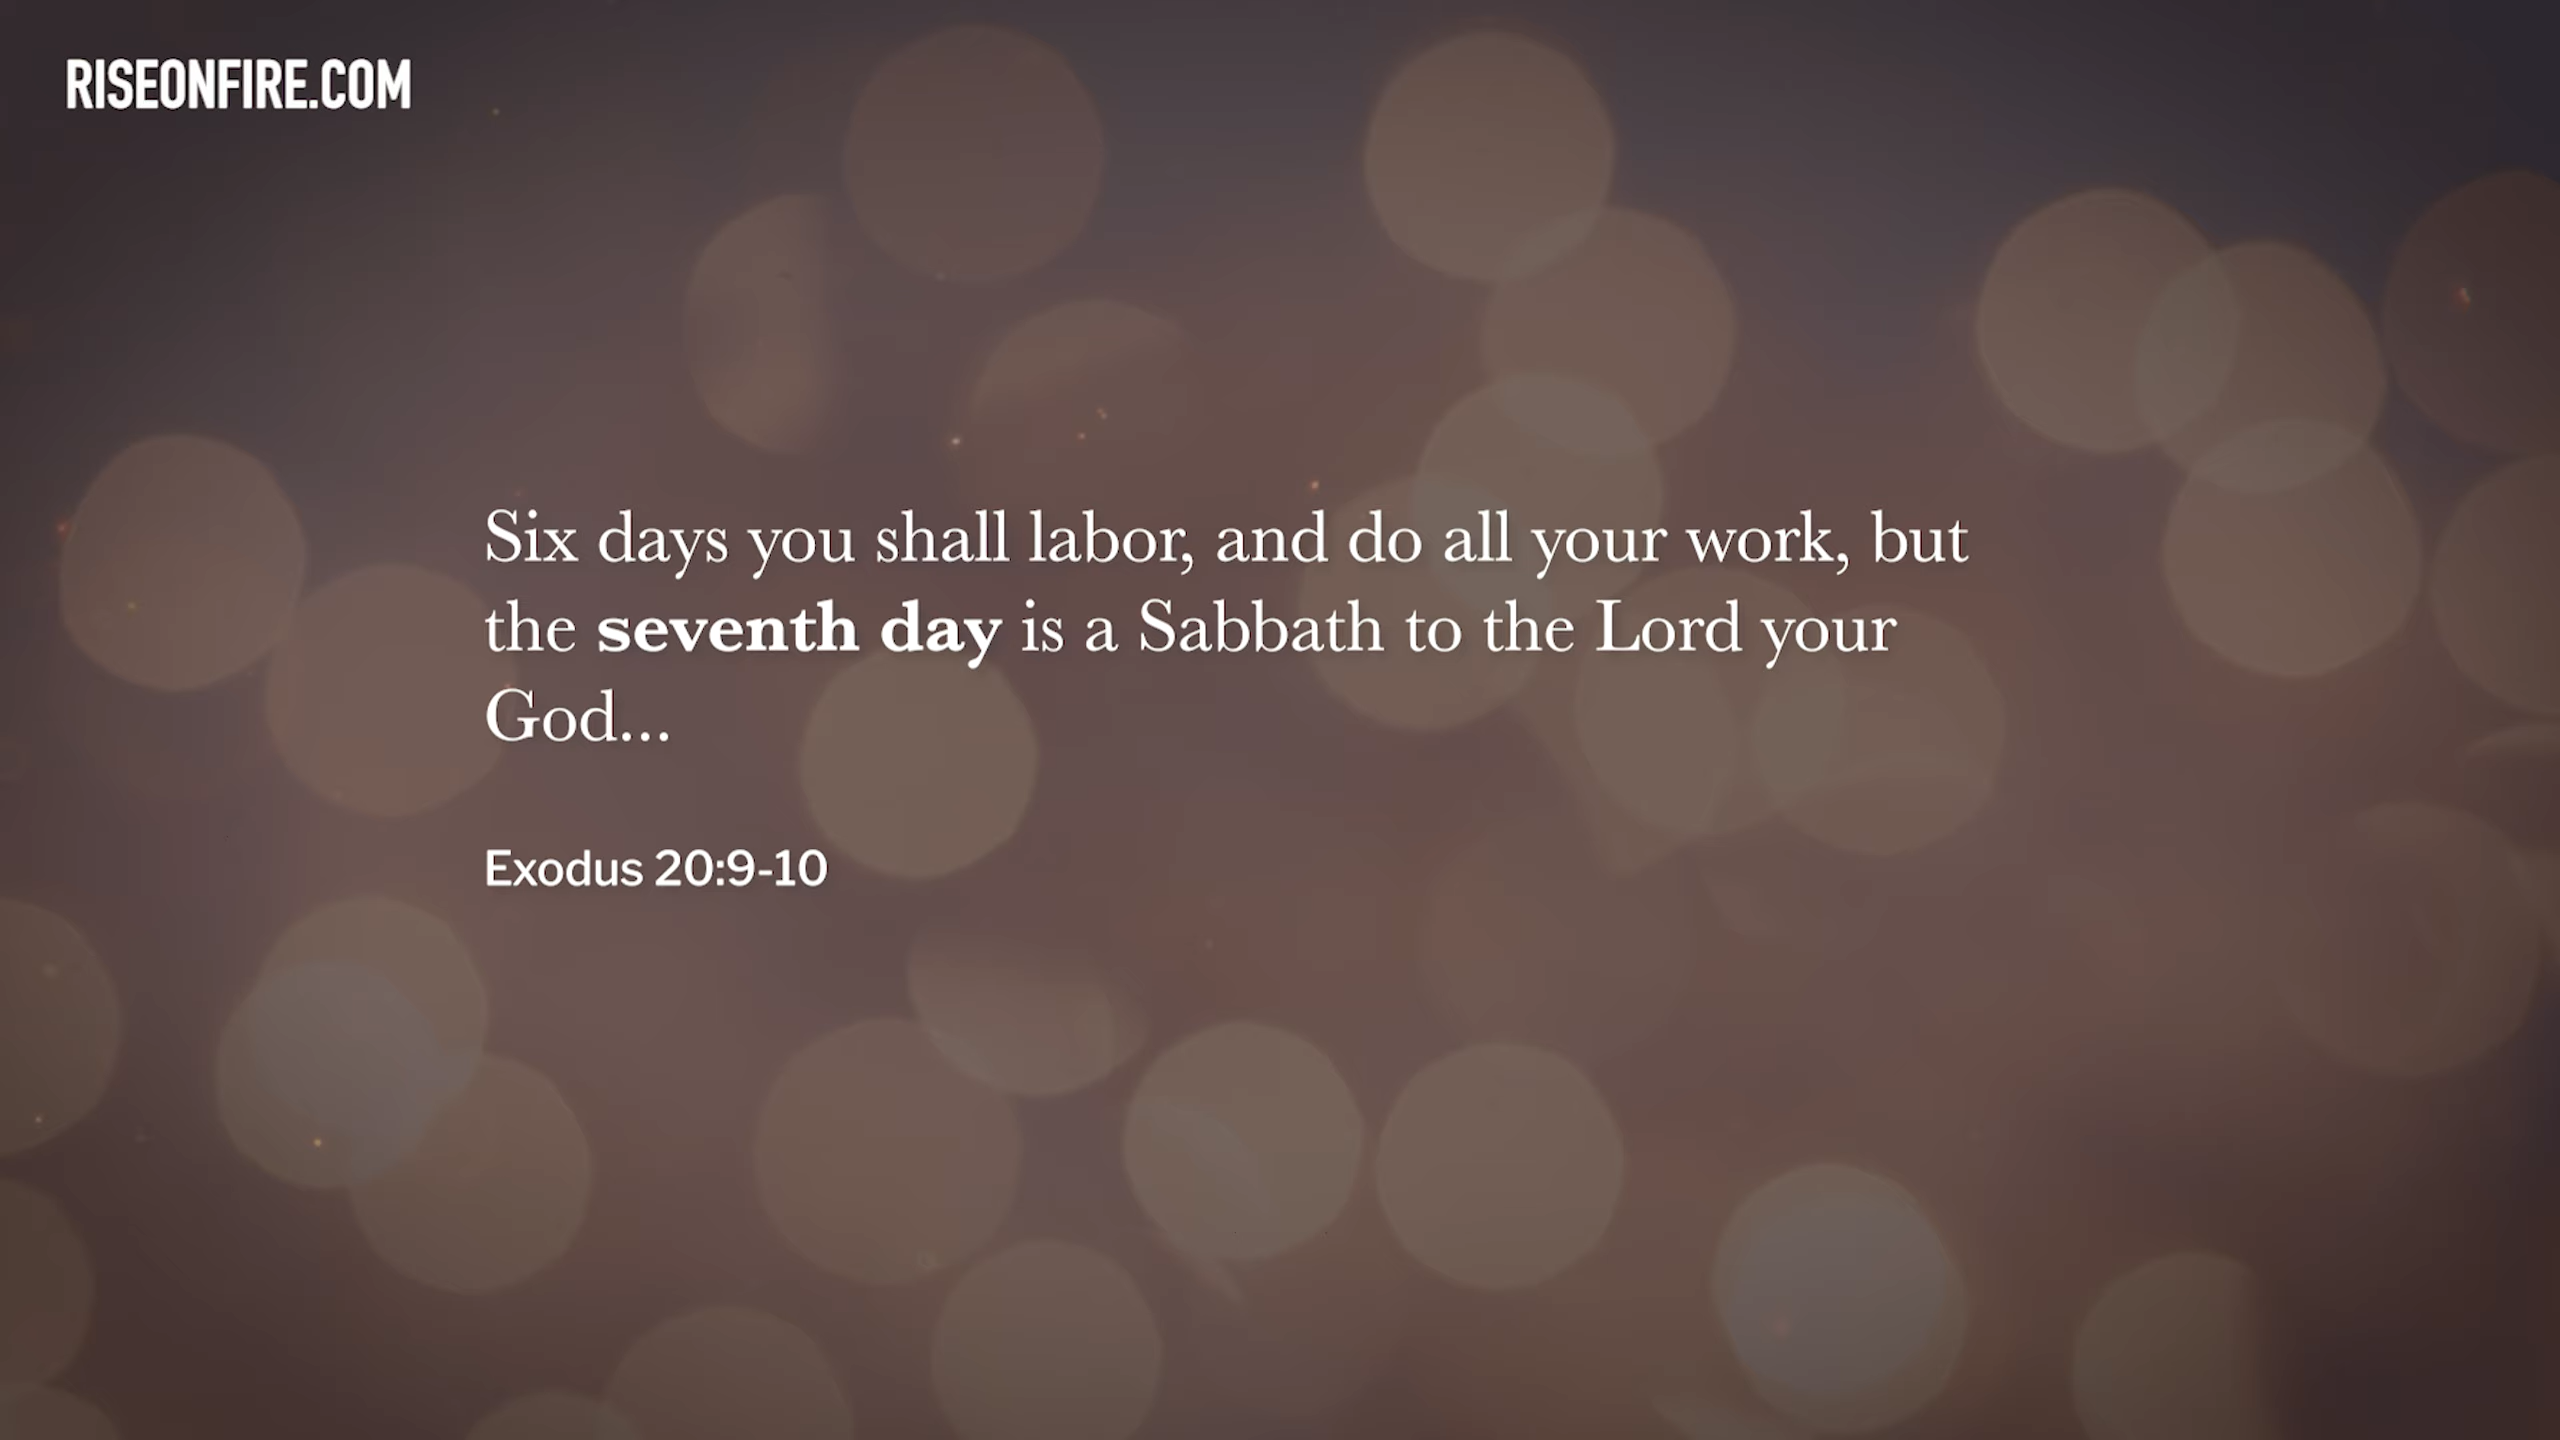 RISEONFIRE.COM
Six days you shall labor, and do all your work, but
the seventh day is a Sabbath to the Lord your
God...
Exodus 20:9-10